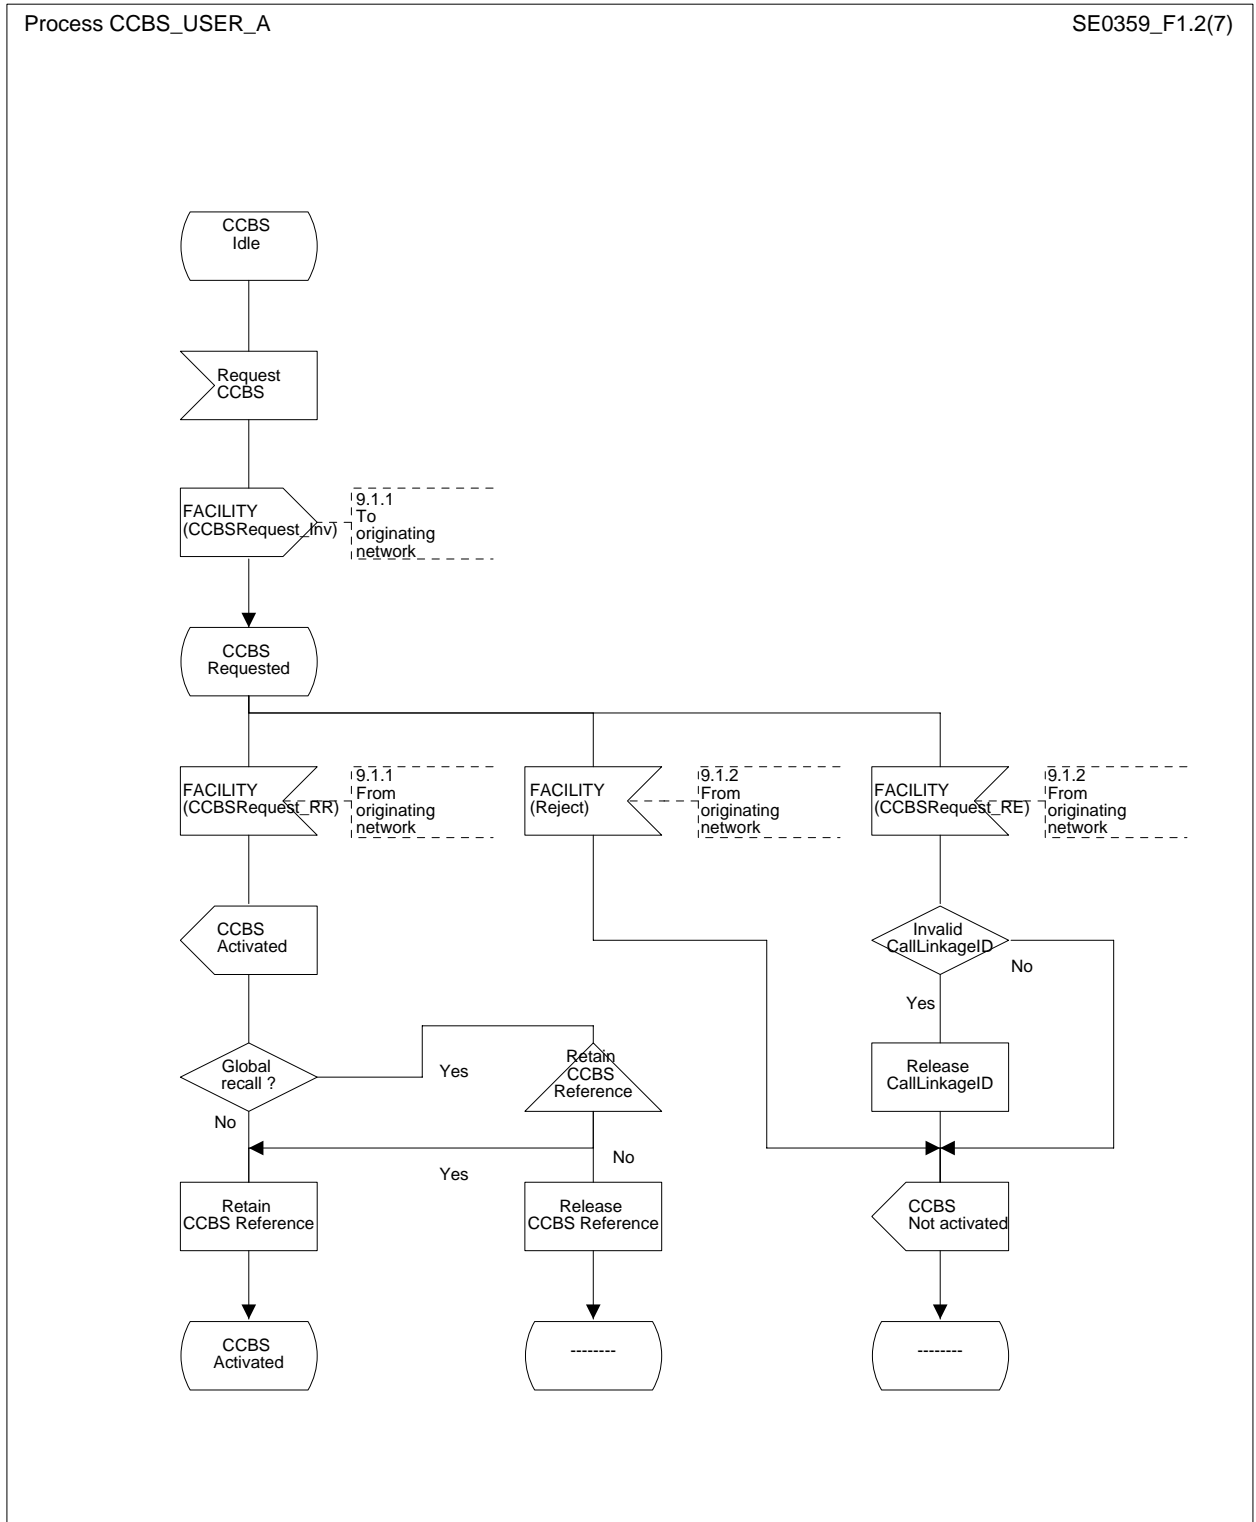 Process CCBS_USER_A
SE0359_F1.2(7)
CCBS
Idle
Request
CCBS
FACILITY
(CCBSRequest_Inv)
9.1.1
To
originating
network
CCBS
Requested
FACILITY
(CCBSRequest_RR)
9.1.1
From
originating
network
FACILITY
(Reject)
9.1.2
From
originating
network
FACILITY
(CCBSRequest_RE)
9.1.2
From
originating
network
CCBS
Activated
Invalid
CallLinkageID
No
Yes
Global
recall ?
Yes
No
Retain
CCBS
Reference
Release
CallLinkageID
Yes
No
Retain
CCBS Reference
Release
CCBS Reference
CCBS
Not activated
CCBS
Activated
--------
--------